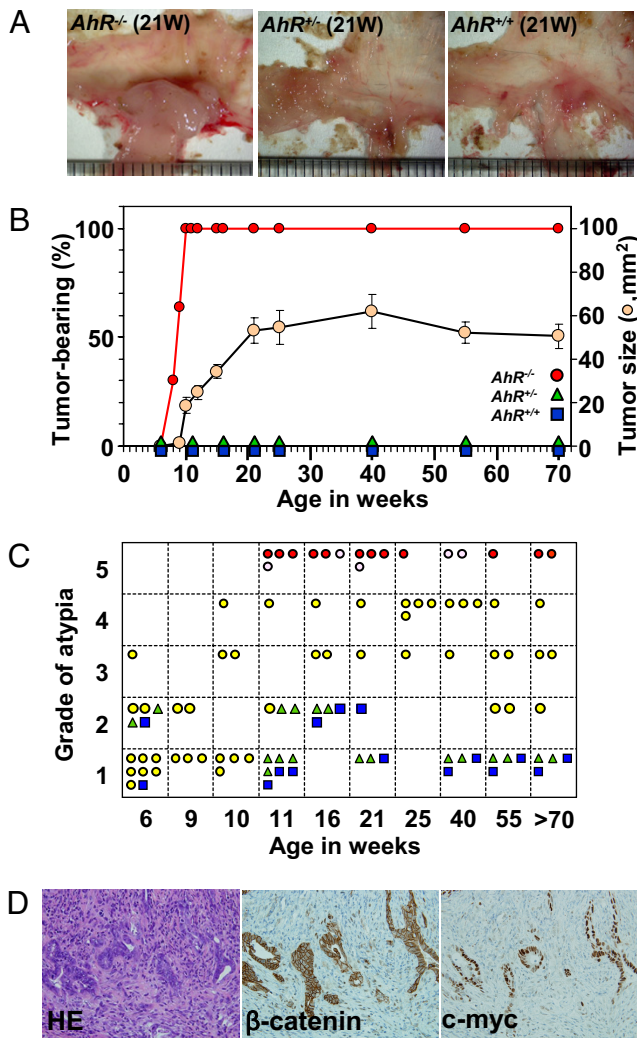 A
AhR-/- (21W)
AhR+/- (21W)
AhR+/+ (21W)
B
Tumor-bearing (%)
100
50
0
100
80
60
40
20
0
Tumor size ( ,mm2)
AhR-/-
AhR+/-
AhR+/+
0 10 20 30 40 50 60 70
Age in weeks
C
Grade of atypia
5
4
3
2
1
6 9 10 11 16 21 25 40 55 >70
Age in weeks
D
HE
β-catenin
c-myc